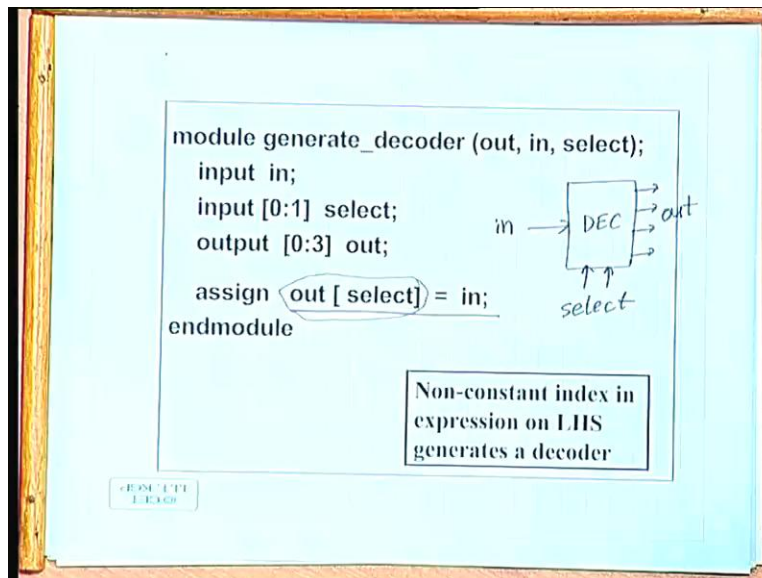 module generate_decoder (out, in, select);
input in;
input [0:1] select;
output [0:3] out;
assign out [ select] = in;
endmodule
in
DEC
out
select
Non-constant index in
expression on LHS
generates a decoder